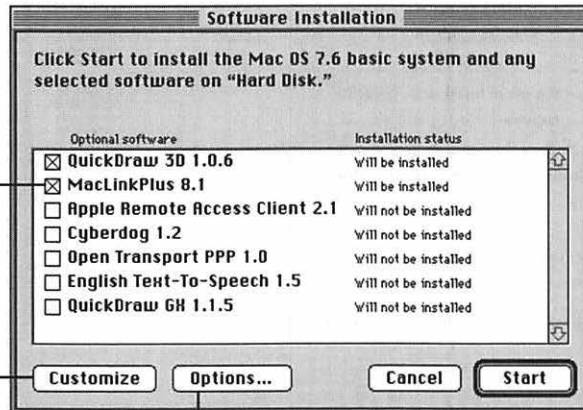 Software Installation
Click Start to install the Mac OS 7.6 basic system and any
selected software on “Hard Disk.”
Optional software Installation status
QuickDraw 3D 1.0.6 Will be installed
MacLinkPlus 8.1 Will be installed
Apple Remote Access Client 2.1 Will not be installed
Cyberdog 1.2 Will not be installed
Open Transport PPP 1.0 Will not be installed
English Text-To-Speech 1.5 Will not be installed
QuickDraw GX 1.1.5 Will not be installed
Customize Options... Cancel Start